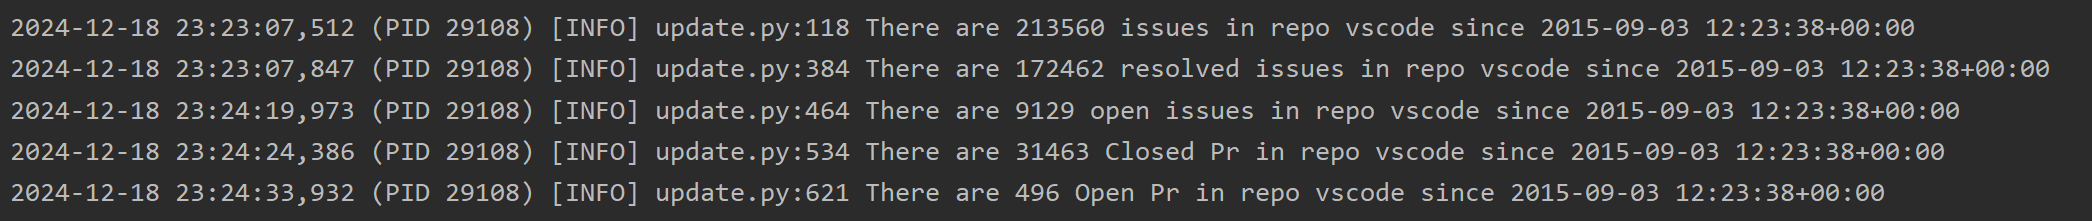 2024-12-18 23:23:07,512 (PID 29108) [INFO] update.py:118 There are 213560 issues in repo vscode since 2015-09-03 12:23:38+00:00
2024-12-18 23:23:07,847 (PID 29108) [INFO] update.py:384 There are 172462 resolved issues in repo vscode since 2015-09-03 12:23:38+00:00
2024-12-18 23:24:19,973 (PID 29108) [INFO] update.py:464 There are 9129 open issues in repo vscode since 2015-09-03 12:23:38+00:00
2024-12-18 23:24:24,386 (PID 29108) [INFO] update.py:534 There are 31463 Closed Pr in repo vscode since 2015-09-03 12:23:38+00:00
2024-12-18 23:24:33,932 (PID 29108) [INFO] update.py:621 There are 496 Open Pr in repo vscode since 2015-09-03 12:23:38+00:00